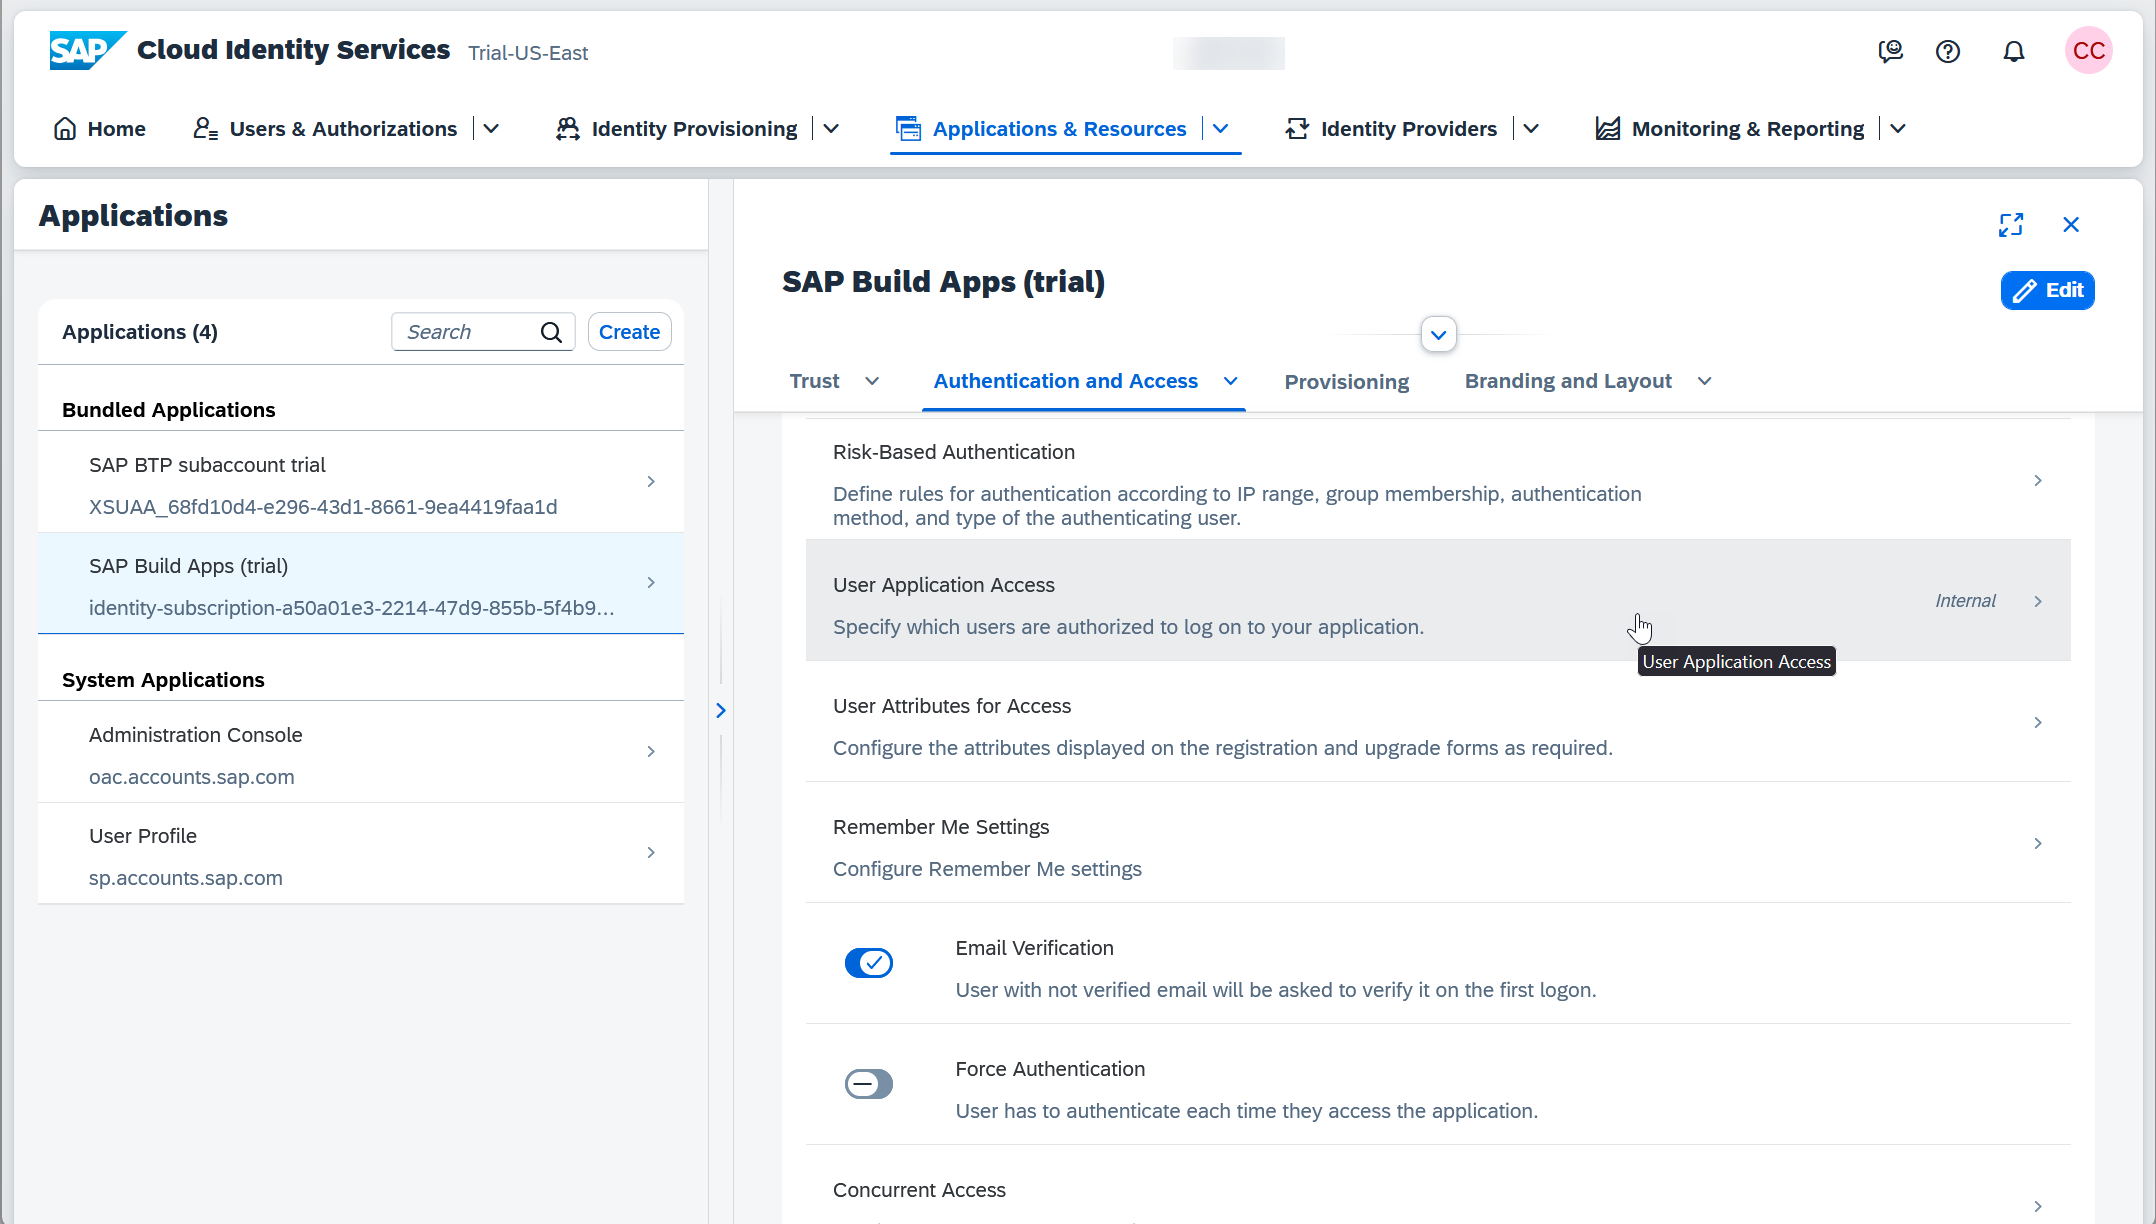 SAP Cloud Identity Services Trial-US-East
CC
Home Users & Authorizations Identity Provisioning Applications & Resources Identity Providers Monitoring & Reporting
Applications
SAP Build Apps (trial)
Edit
Applications (4) Search Create
Trust Authentication and Access Provisioning Branding and Layout
Bundled Applications
SAP BTP subaccount trial
XSUAA_68fd10d4-e296-43d1-8661-9ea4419faa1d
SAP Build Apps (trial)
identity-subscription-a50a01e3-2214-47d9-855b-5f4b9...
System Applications
Administration Console
oac.accounts.sap.com
User Profile
sp.accounts.sap.com
Risk-Based Authentication
Define rules for authentication according to IP range, group membership, authentication
method, and type of the authenticating user.
User Application Access
Internal
Specify which users are authorized to log on to your application.
User Application Access
User Attributes for Access
Configure the attributes displayed on the registration and upgrade forms as required.
Remember Me Settings
Configure Remember Me settings
Email Verification
User with not verified email will be asked to verify it on the first logon.
Force Authentication
User has to authenticate each time they access the application.
Concurrent Access